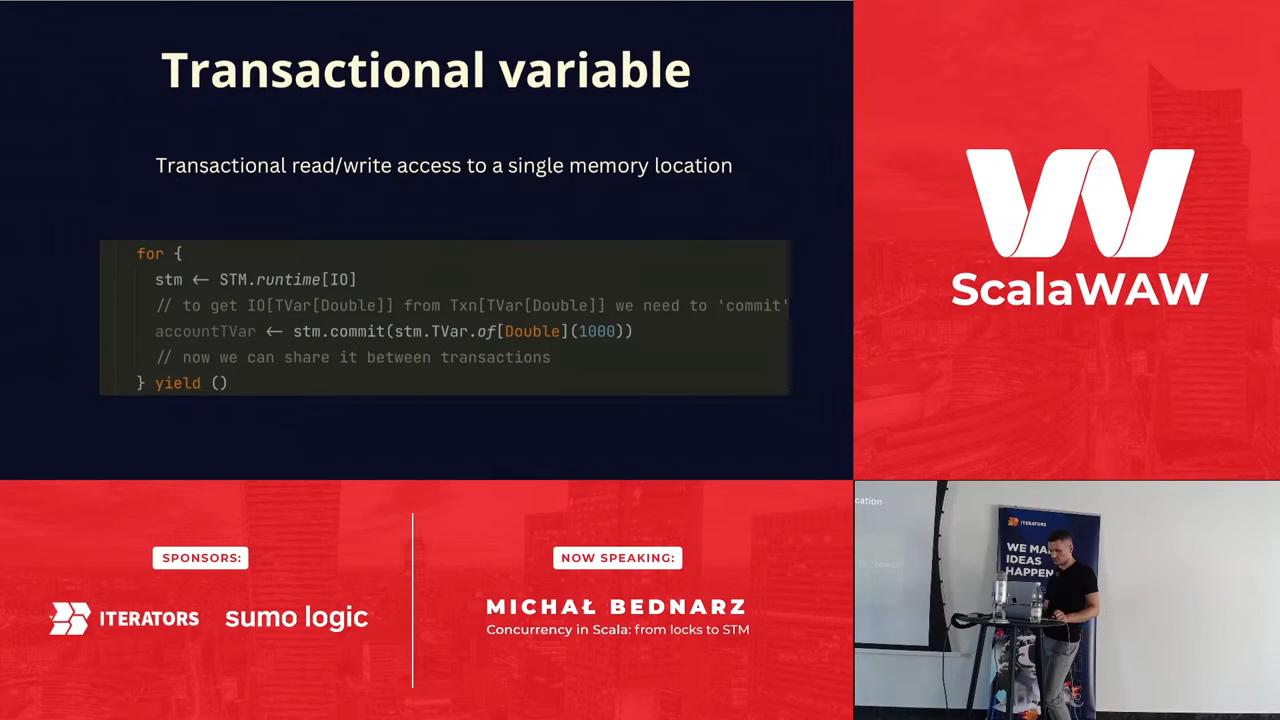 Transactional variable
Transactional read/write access to a single memory location
for {
stm <- STM.runtime[IO]
// to get IO[TVar[Double]] from Txn[TVar[Double]] we need to 'commit'
accountTVar <- stm.commit(stm.TVar.of[Double](1000))
// now we can share it between transactions
} yield ()
ScalaWAW
SPONSORS:
ITERATORS
sumo logic
NOW SPEAKING:
MICHAŁ BEDNARZ
Concurrency in Scala: from locks to STM
cation
ITERATORS
WE MA
IDEAS
HAPPEN